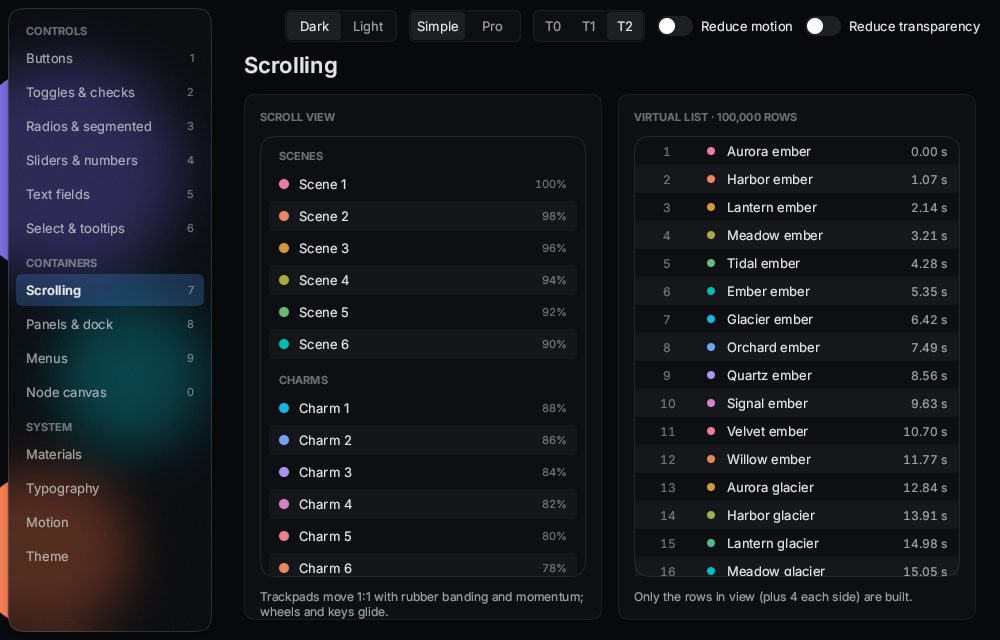 Dark Light Simple Pro T0 T1 T2 Reduce motion Reduce transparency
CONTROLS
Buttons 1
Toggles & checks 2
Radios & segmented 3
Sliders & numbers 4
Text fields 5
Select & tooltips 6
CONTAINERS
Scrolling 7
Panels & dock 8
Menus 9
Node canvas 0
SYSTEM
Materials
Typography
Motion
Theme
Scrolling
SCROLL VIEW
SCENES
Scene 1 100%
Scene 2 98%
Scene 3 96%
Scene 4 94%
Scene 5 92%
Scene 6 90%
CHARMS
Charm 1 88%
Charm 2 86%
Charm 3 84%
Charm 4 82%
Charm 5 80%
Charm 6 78%
Trackpads move 1:1 with rubber banding and momentum;
wheels and keys glide.
VIRTUAL LIST · 100,000 ROWS
1 Aurora ember 0.00 s
2 Harbor ember 1.07 s
3 Lantern ember 2.14 s
4 Meadow ember 3.21 s
5 Tidal ember 4.28 s
6 Ember ember 5.35 s
7 Glacier ember 6.42 s
8 Orchard ember 7.49 s
9 Quartz ember 8.56 s
10 Signal ember 9.63 s
11 Velvet ember 10.70 s
12 Willow ember 11.77 s
13 Aurora glacier 12.84 s
14 Harbor glacier 13.91 s
15 Lantern glacier 14.98 s
16 Meadow glacier 15.05 s
Only the rows in view (plus 4 each side) are built.